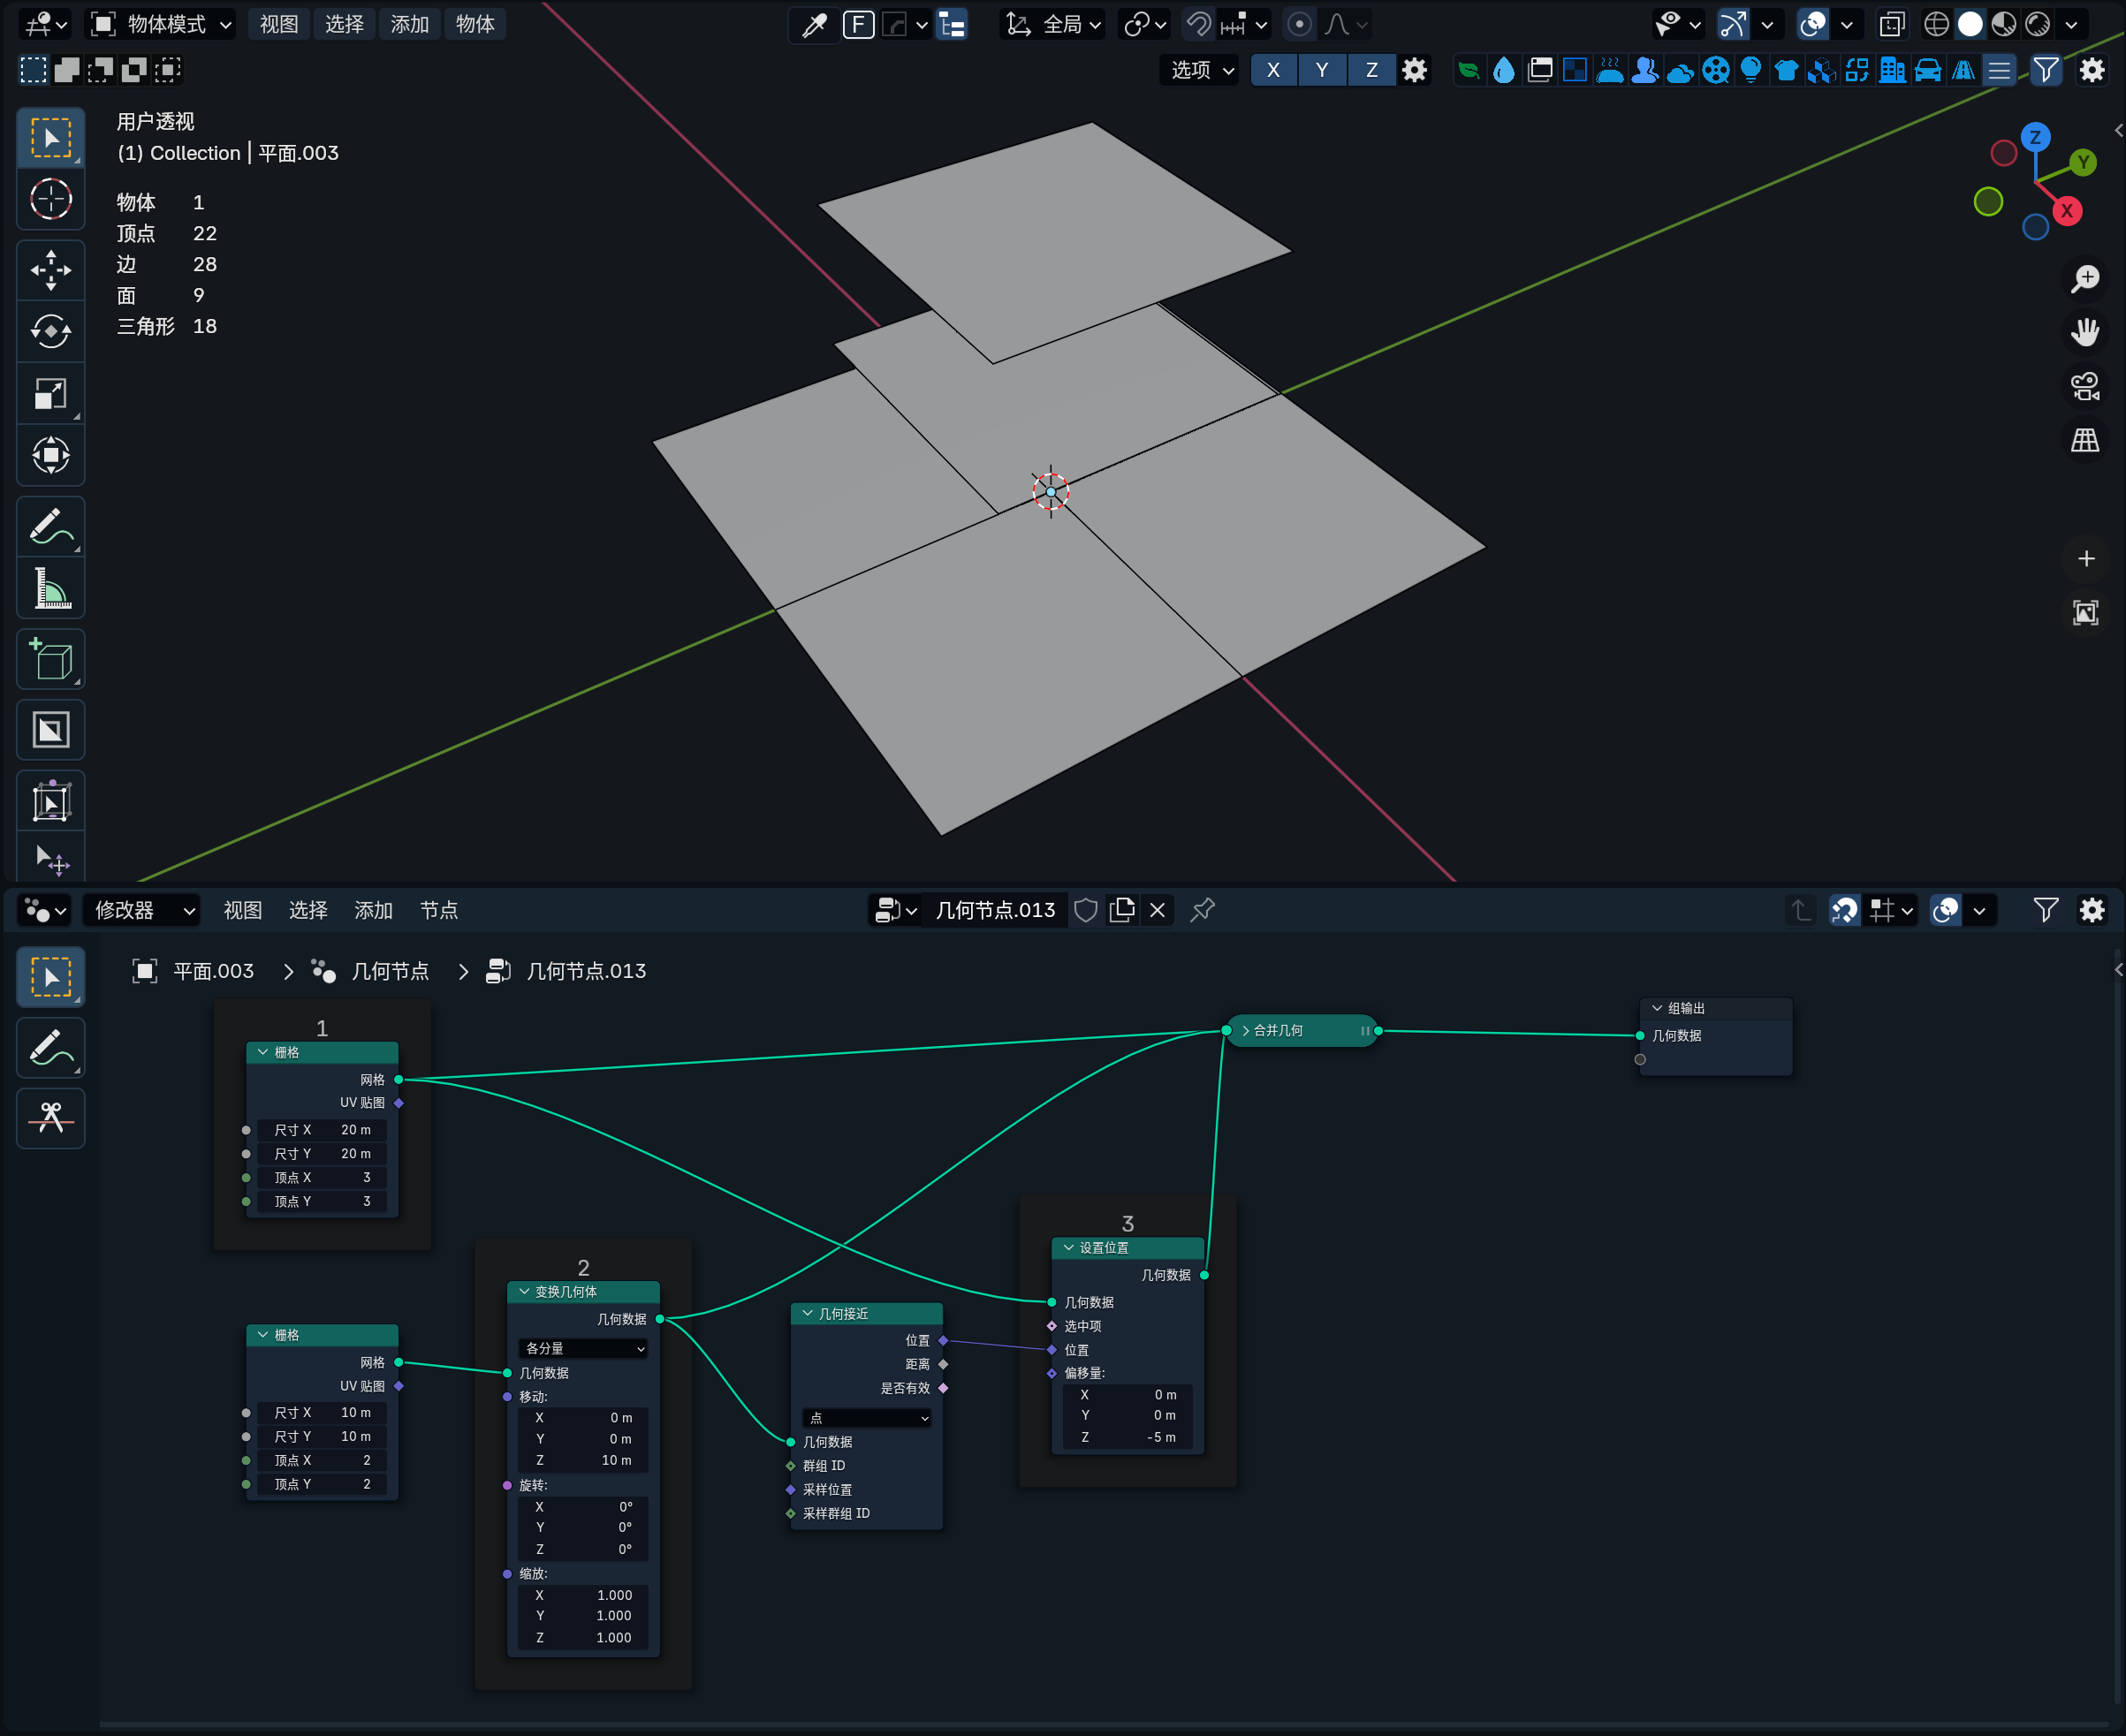 物体模式 视图 选择 添加 物体 F 全局
选项 X Y Z
用户透视
(1) Collection | 平面.003
物体 1
顶点 22
边 28
面 9
三角形 18
Z
Y
X
修改器 视图 选择 添加 节点 几何节点.013
平面.003 > 几何节点 > 几何节点.013
1
栅格
网格
UV 贴图
尺寸 X 20 m
尺寸 Y 20 m
顶点 X 3
顶点 Y 3
栅格
网格
UV 贴图
尺寸 X 10 m
尺寸 Y 10 m
顶点 X 2
顶点 Y 2
2
变换几何体
几何数据
各分量
几何数据
移动:
X 0 m
Y 0 m
Z 10 m
旋转:
X 0°
Y 0°
Z 0°
缩放:
X 1.000
Y 1.000
Z 1.000
几何接近
位置
距离
是否有效
点
几何数据
群组 ID
采样位置
采样群组 ID
3
设置位置
几何数据
几何数据
选中项
位置
偏移量:
X 0 m
Y 0 m
Z -5 m
合并几何
组输出
几何数据